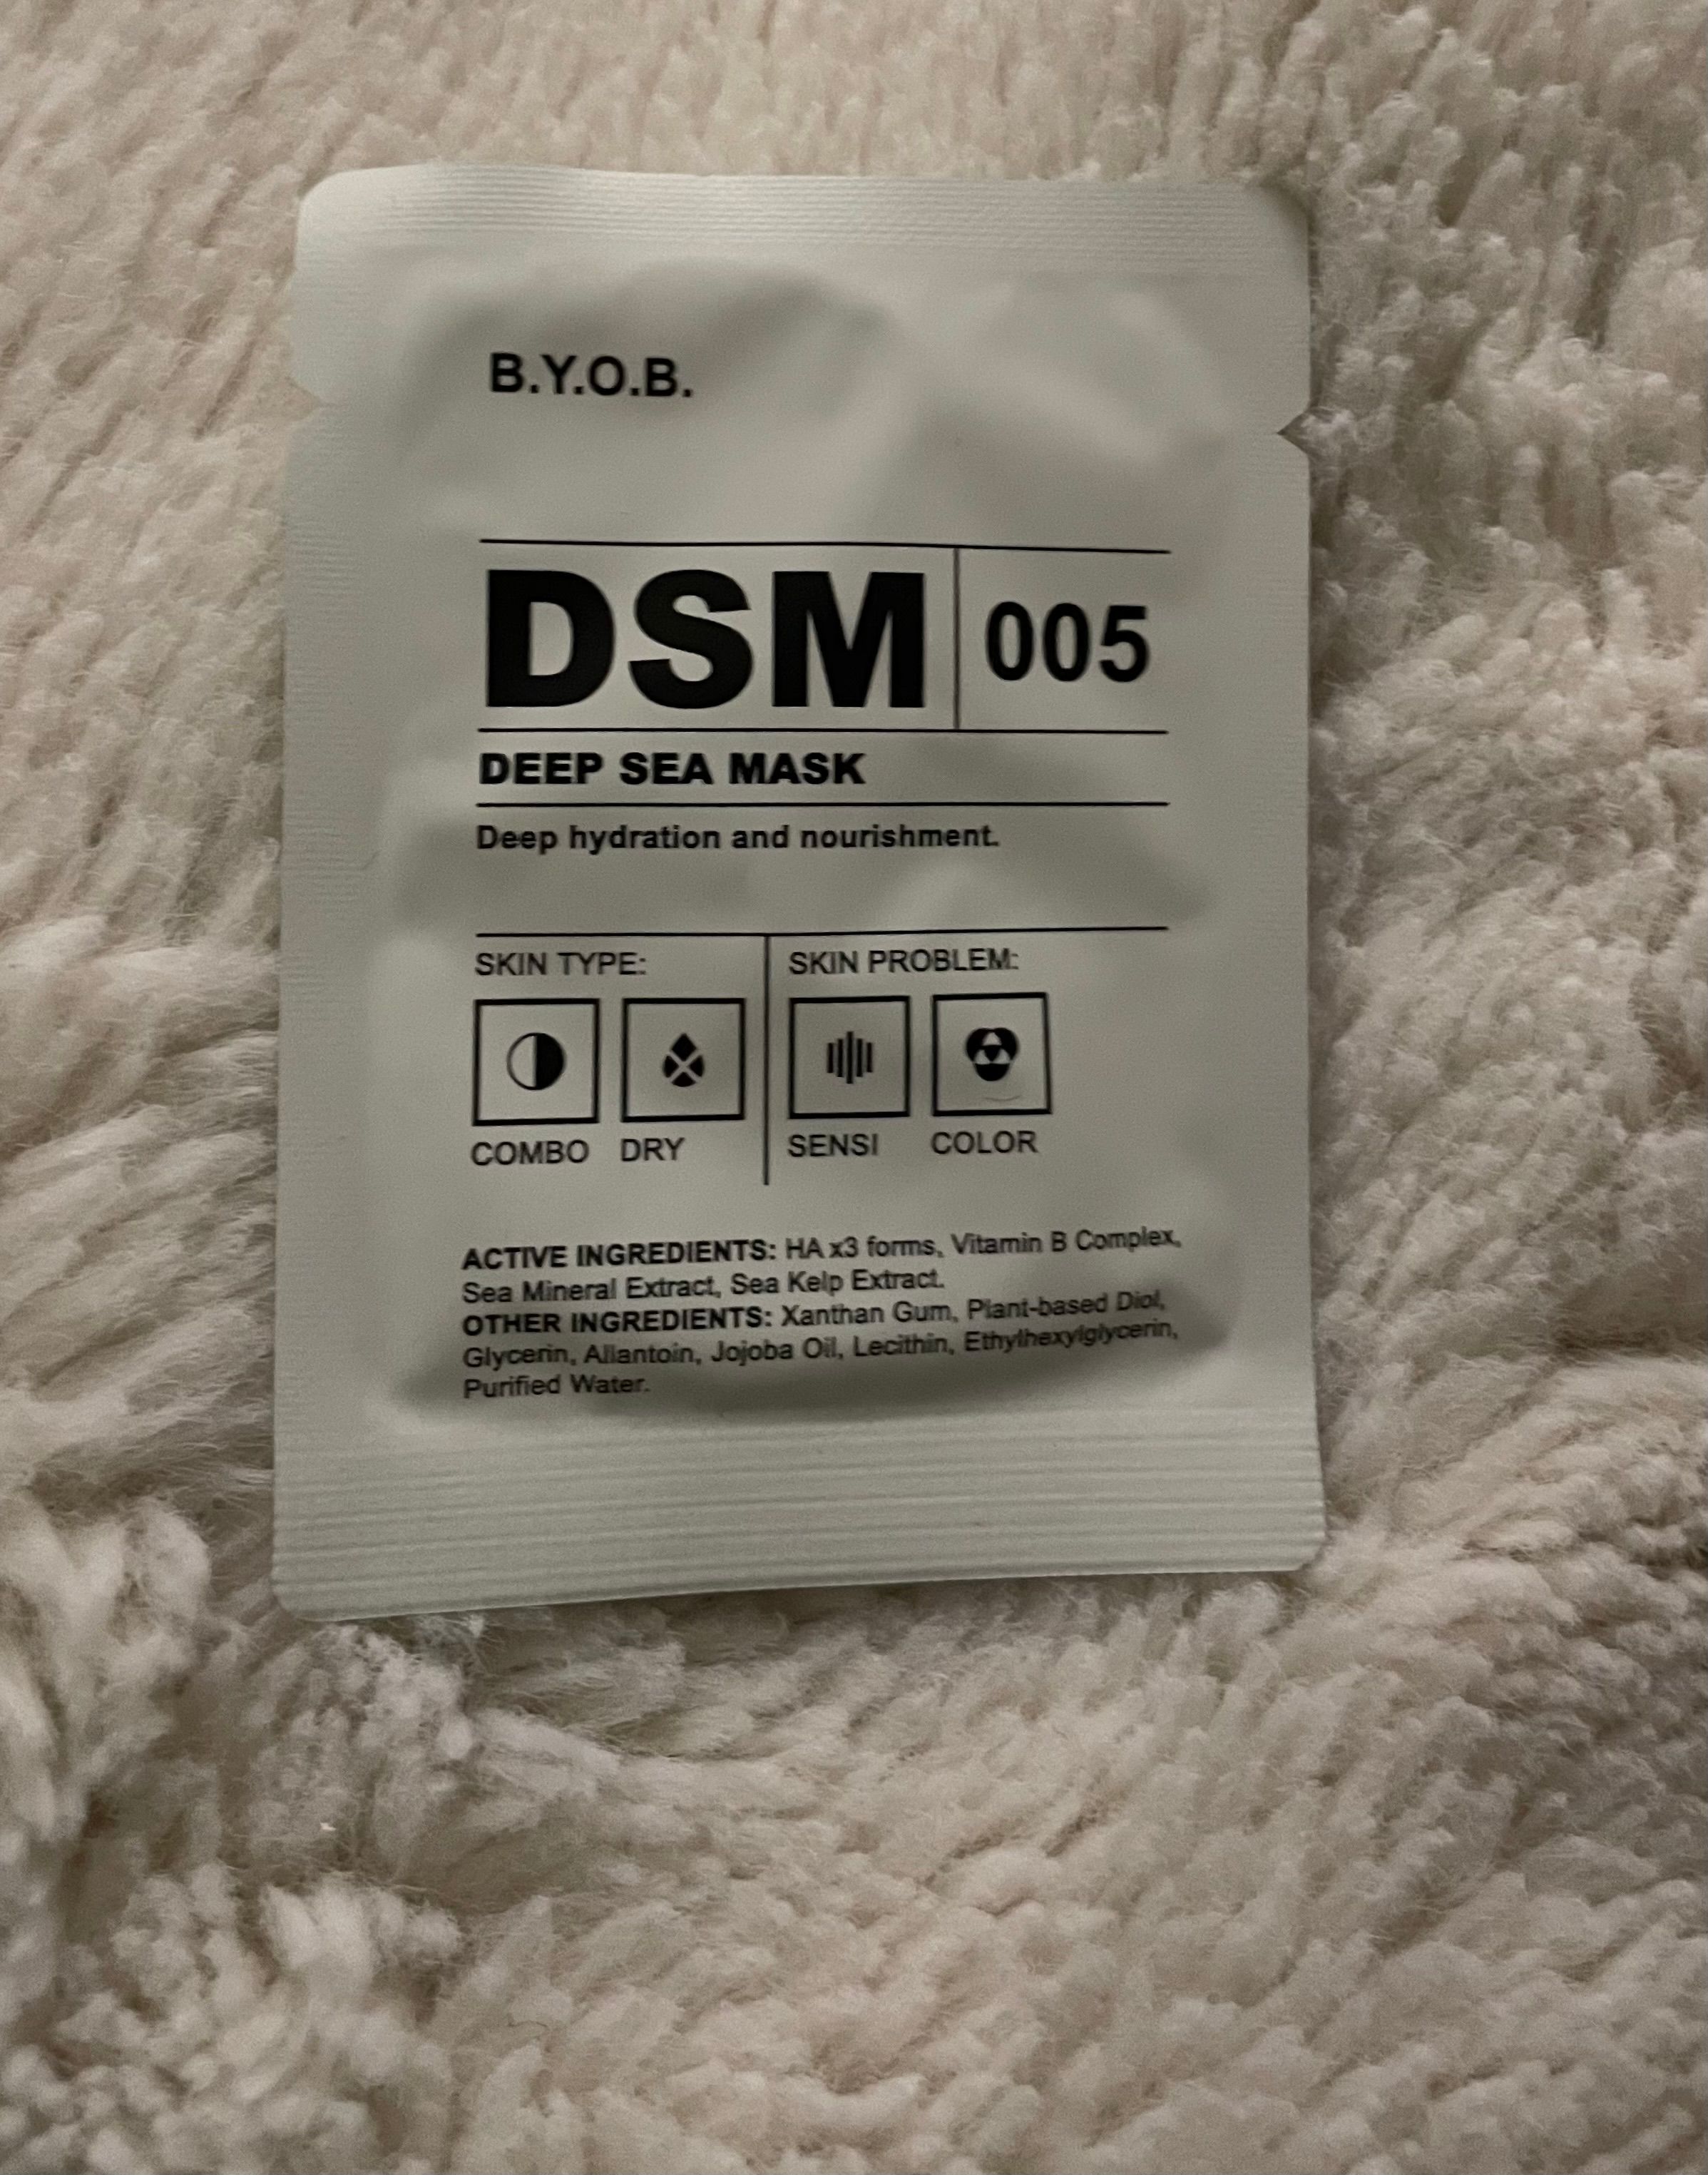 B.Y.O.B.
DSM 005
DEEP SEA MASK
Deep hydration and nourishment.
SKIN TYPE: SKIN PROBLEM:
COMBO DRY SENSI COLOR
ACTIVE INGREDIENTS: HA x3 forms, Vitamin B Complex,
Sea Mineral Extract, Sea Kelp Extract.
OTHER INGREDIENTS: Xanthan Gum, Plant-based Diol,
Glycerin, Allantoin, Jojoba Oil, Lecithin, Ethylhexylglycerin,
Purified Water.